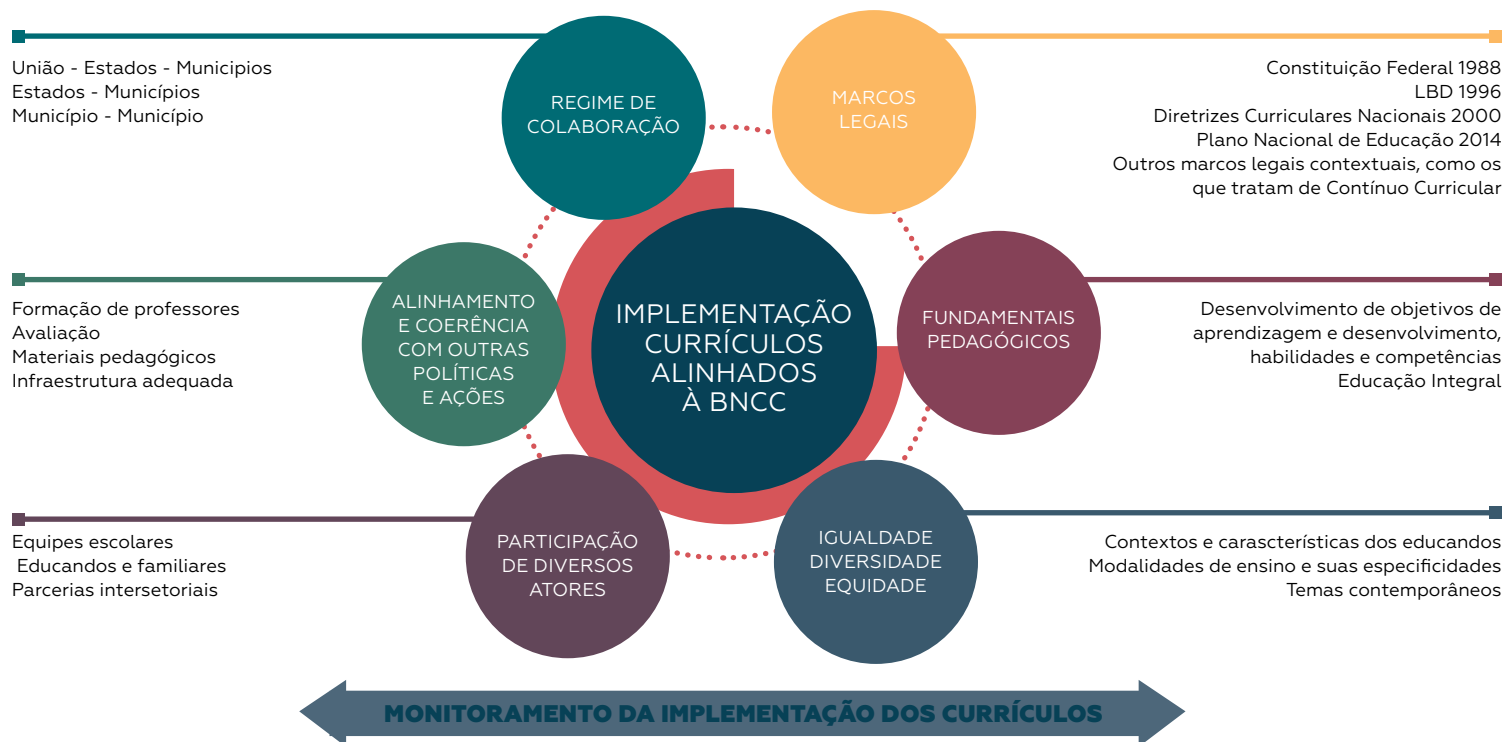 REGIME DE
COLABORAÇÃO
União - Estados - Municipios
Estados - Municípios
Município - Município
MARCOS
LEGAIS
Constituição Federal 1988
LBD 1996
Diretrizes Curriculares Nacionais 2000
Plano Nacional de Educação 2014
Outros marcos legais contextuais, como os
que tratam de Contínuo Curricular
ALINHAMENTO
E COERÊNCIA
COM OUTRAS
POLÍTICAS
E AÇÕES
Formação de professores
Avaliação
Materiais pedagógicos
Infraestrutura adequada
IMPLEMENTAÇÃO
CURRÍCULOS
ALINHADOS
À BNCC
FUNDAMENTAIS
PEDAGÓGICOS
Desenvolvimento de objetivos de
aprendizagem e desenvolvimento,
habilidades e competências
Educação Integral
PARTICIPAÇÃO
DE DIVERSOS
ATORES
Equipes escolares
Educandos e familiares
Parcerias intersetoriais
IGUALDADE
DIVERSIDADE
EQUIDADE
Contextos e carascterísticas dos educandos
Modalidades de ensino e suas especificidades
Temas contemporâneos
MONITORAMENTO DA IMPLEMENTAÇÃO DOS CURRÍCULOS